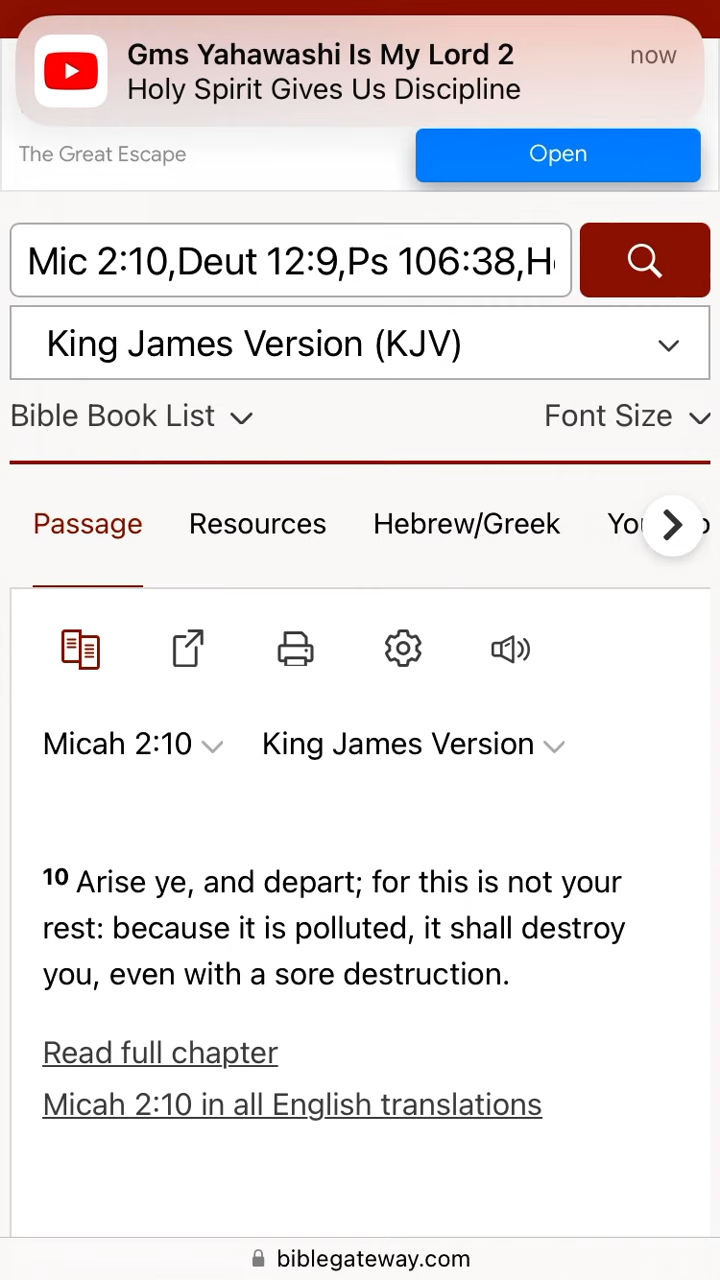 Gms Yahawashi Is My Lord 2
now
Holy Spirit Gives Us Discipline
The Great Escape
Open
Mic 2:10,Deut 12:9,Ps 106:38,H
King James Version (KJV)
Bible Book List
Font Size
Passage
Resources
Hebrew/Greek
Micah 2:10
King James Version
10 Arise ye, and depart; for this is not your
rest: because it is polluted, it shall destroy
you, even with a sore destruction.
Read full chapter
Micah 2:10 in all English translations
biblegateway.com